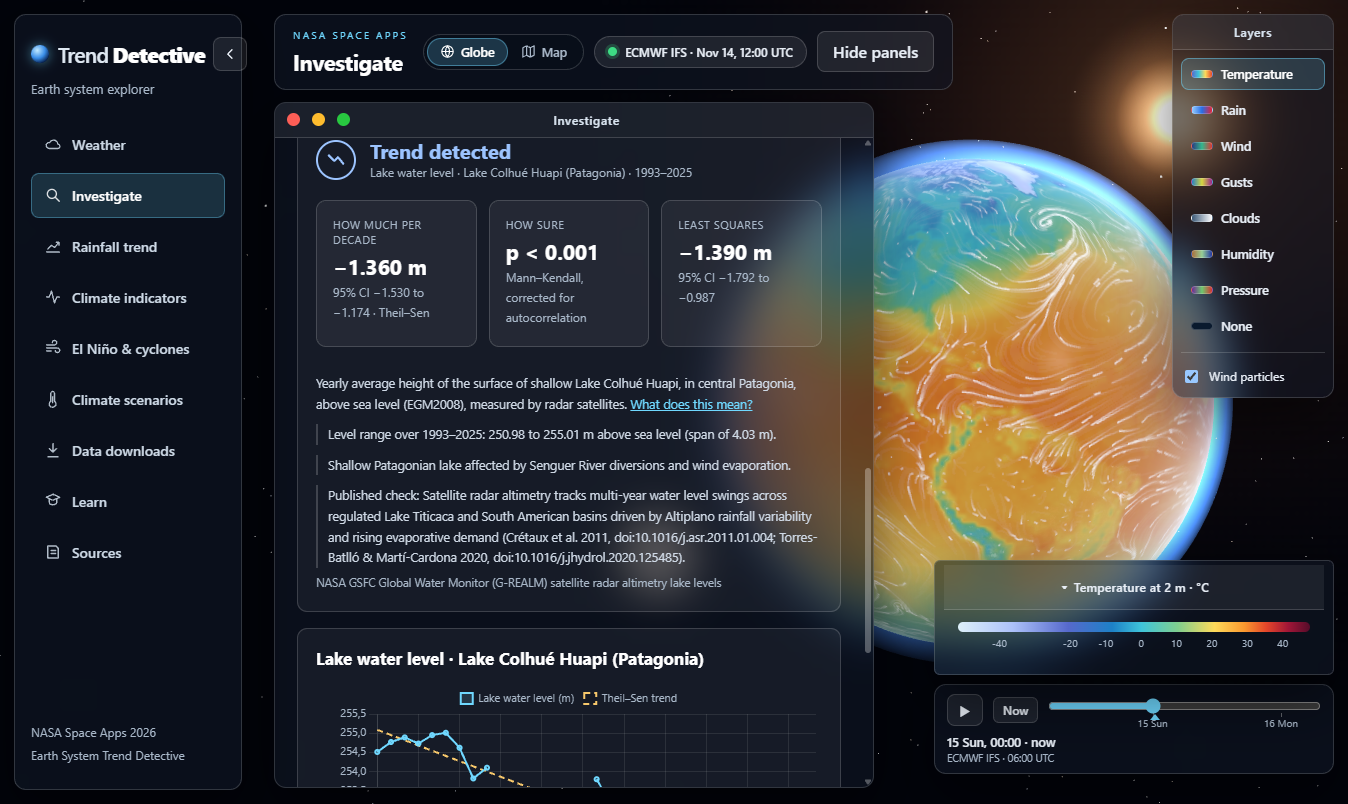 Trend Detective
Earth system explorer
Weather
Investigate
Rainfall trend
Climate indicators
El Niño & cyclones
Climate scenarios
Data downloads
Learn
Sources
NASA Space Apps 2026
Earth System Trend Detective
NASA SPACE APPS
Investigate
Globe
Map
ECMWF IFS · Nov 14, 12:00 UTC
Hide panels
Investigate
Trend detected
Lake water level · Lake Colhué Huapi (Patagonia) · 1993–2025
HOW MUCH PER
DECADE
−1.360 m
95% CI −1.530 to
−1.174 · Theil–Sen
HOW SURE
p < 0.001
Mann–Kendall,
corrected for
autocorrelation
LEAST SQUARES
−1.390 m
95% CI −1.792 to
−0.987
Yearly average height of the surface of shallow Lake Colhué Huapi, in central Patagonia,
above sea level (EGM2008), measured by radar satellites. What does this mean?
Level range over 1993–2025: 250.98 to 255.01 m above sea level (span of 4.03 m).
Shallow Patagonian lake affected by Senguer River diversions and wind evaporation.
Published check: Satellite radar altimetry tracks multi-year water level swings across
regulated Lake Titicaca and South American basins driven by Altiplano rainfall variability
and rising evaporative demand (Crétaux et al. 2011, doi:10.1016/j.asr.2011.01.004; Torres-
Batlló & Martí-Cardona 2020, doi:10.1016/j.jhydrol.2020.125485).
NASA GSFC Global Water Monitor (G-REALM) satellite radar altimetry lake levels
Lake water level · Lake Colhué Huapi (Patagonia)
Lake water level (m)
Theil–Sen trend
255,5
255,0
254,5
254,0
Layers
Temperature
Rain
Wind
Gusts
Clouds
Humidity
Pressure
None
Wind particles
Temperature at 2 m · °C
-40 -20 -10 0 10 20 30 40
Now
15 Sun
16 Mon
15 Sun, 00:00 · now
ECMWF IFS · 06:00 UTC